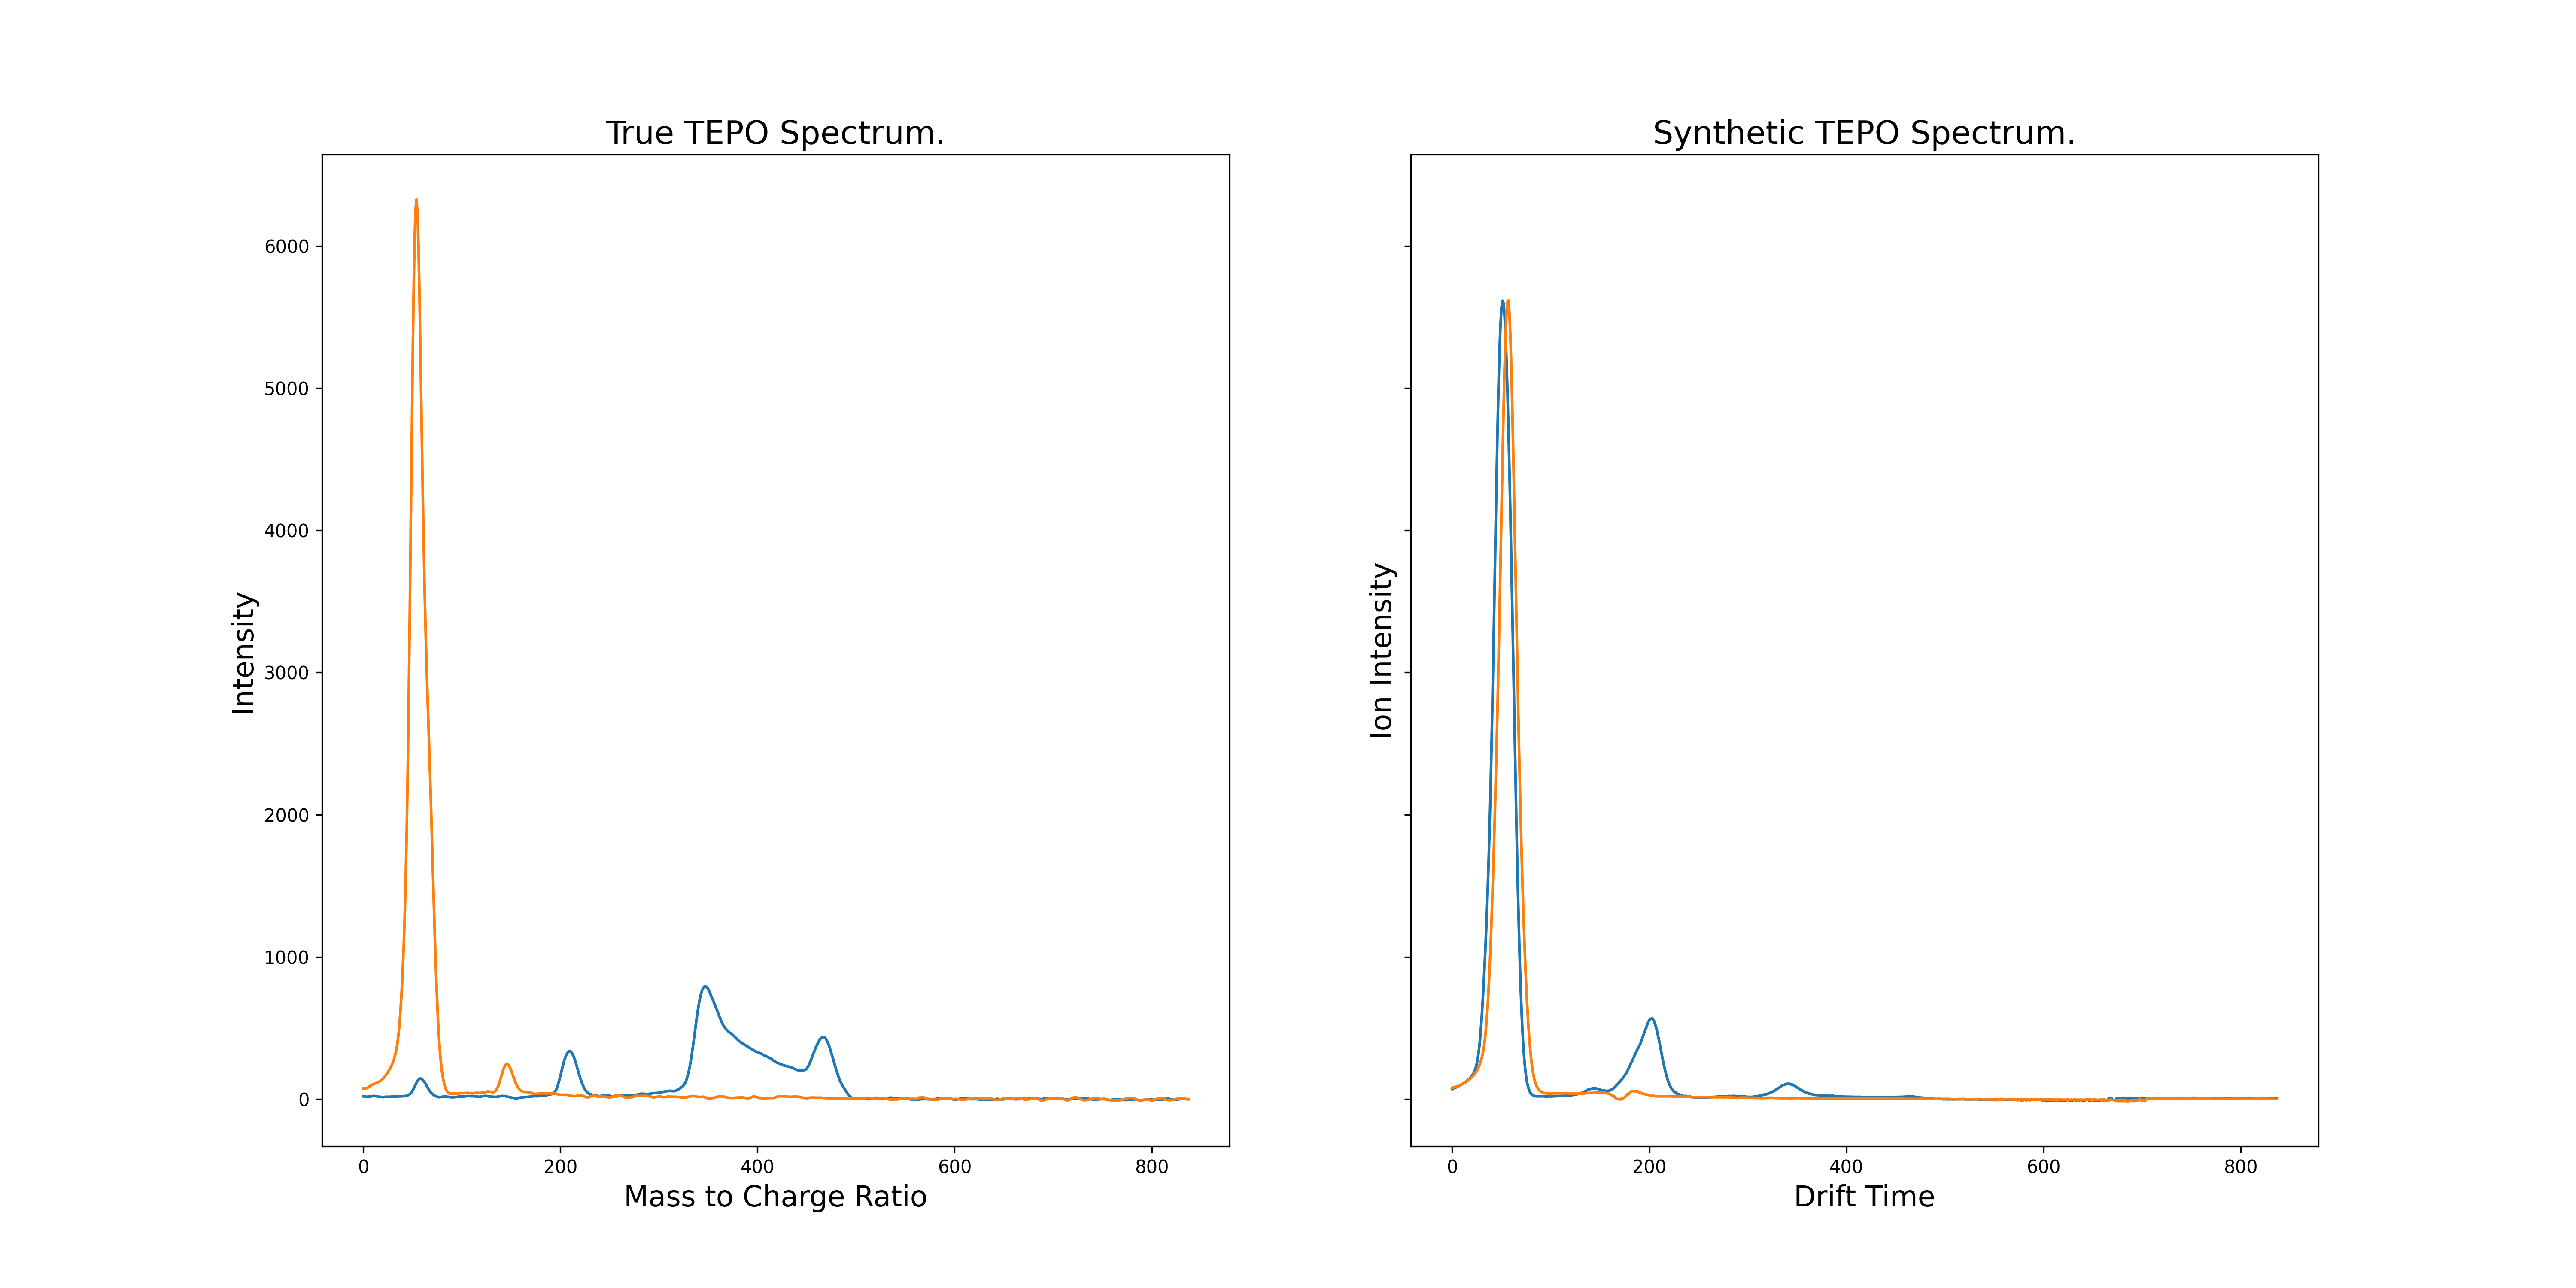 True TEPO Spectrum.
Intensity
6000
5000
4000
3000
2000
1000
0
0 200 400 600 800
Mass to Charge Ratio
Synthetic TEPO Spectrum.
Ion Intensity
0 200 400 600 800
Drift Time